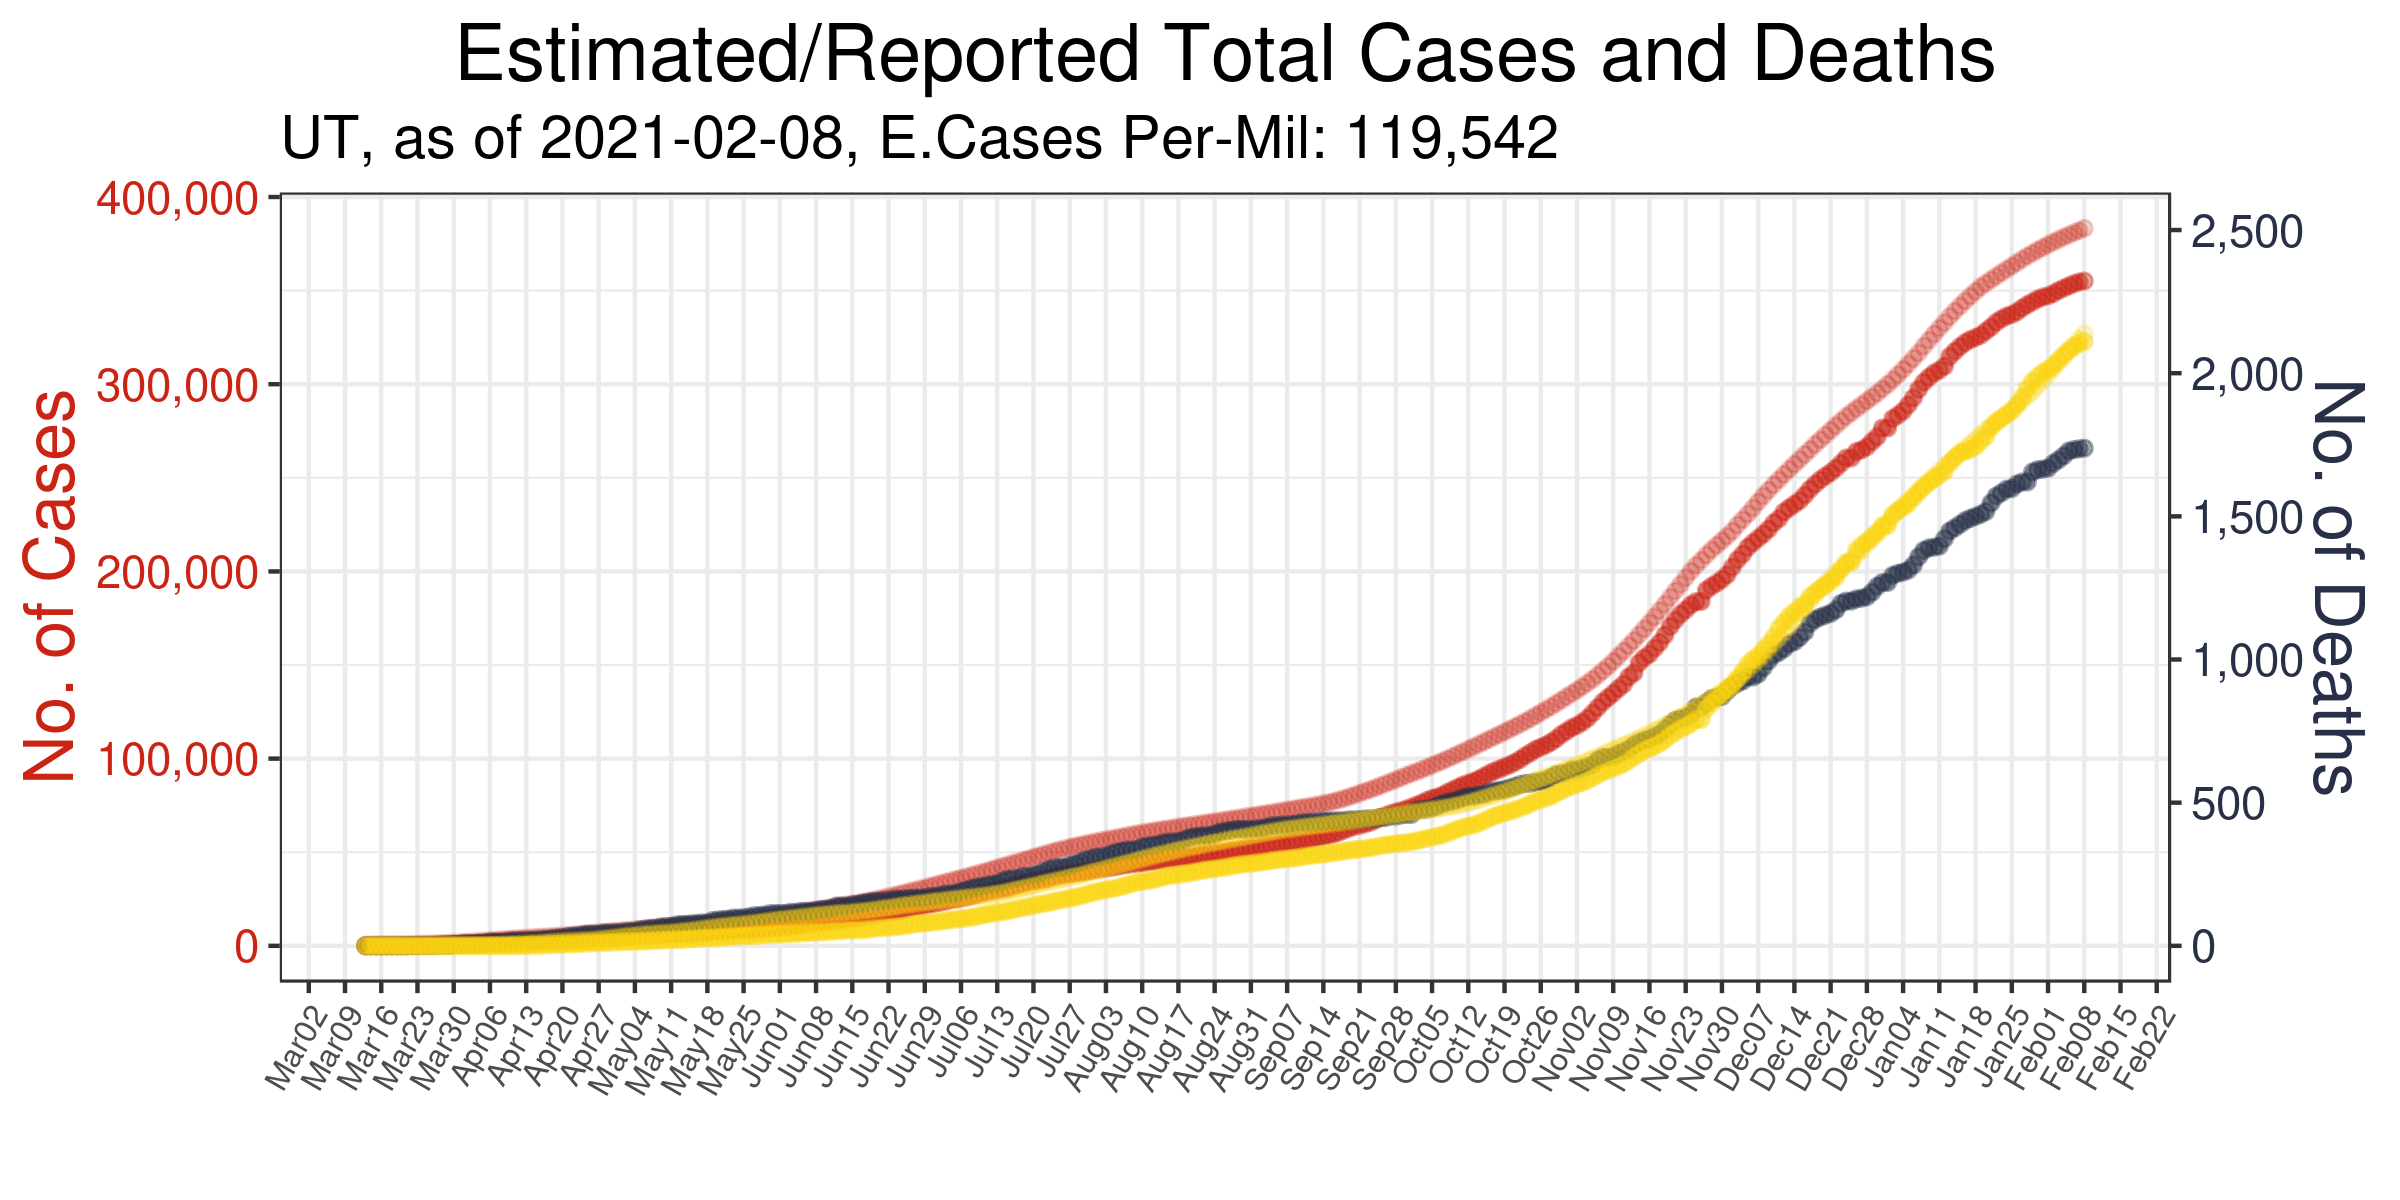 Estimated/Reported Total Cases and Deaths
UT, as of 2021-02-08, E.Cases Per-Mil: 119,542
No. of Cases
400,000
300,000
200,000
100,000
0
2,500
2,000
1,500
1,000
500
0
No. of Deaths
Mar02
Mar09
Mar16
Mar23
Mar30
Apr06
Apr13
Apr20
Apr27
May04
May11
May18
May25
Jun01
Jun08
Jun15
Jun22
Jun29
Jul06
Jul13
Jul20
Jul27
Aug03
Aug10
Aug17
Aug24
Aug31
Sep07
Sep14
Sep21
Sep28
Oct05
Oct12
Oct19
Oct26
Nov02
Nov09
Nov16
Nov23
Nov30
Dec07
Dec14
Dec21
Dec28
Jan04
Jan11
Jan18
Jan25
Feb01
Feb08
Feb15
Feb22